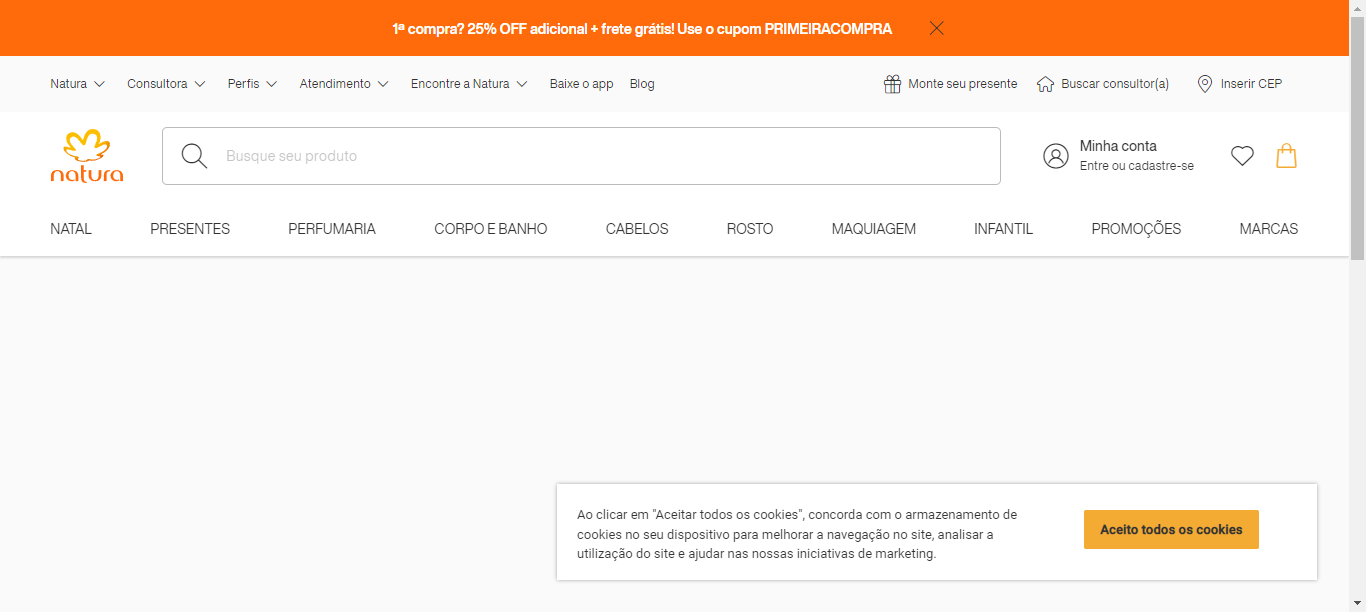 1ª compra? 25% OFF adicional + frete grátis! Use o cupom PRIMEIRACOMPRA
Natura Consultora Perfis Atendimento Encontre a Natura Baixe o app Blog Monte seu presente Buscar consultor(a) Inserir CEP
natura
Busque seu produto
Minha conta
Entre ou cadastre-se
NATAL PRESENTES PERFUMARIA CORPO E BANHO CABELOS ROSTO MAQUIAGEM INFANTIL PROMOÇÕES MARCAS
Ao clicar em "Aceitar todos os cookies", concorda com o armazenamento de
cookies no seu dispositivo para melhorar a navegação no site, analisar a
utilização do site e ajudar nas nossas iniciativas de marketing.
Aceito todos os cookies